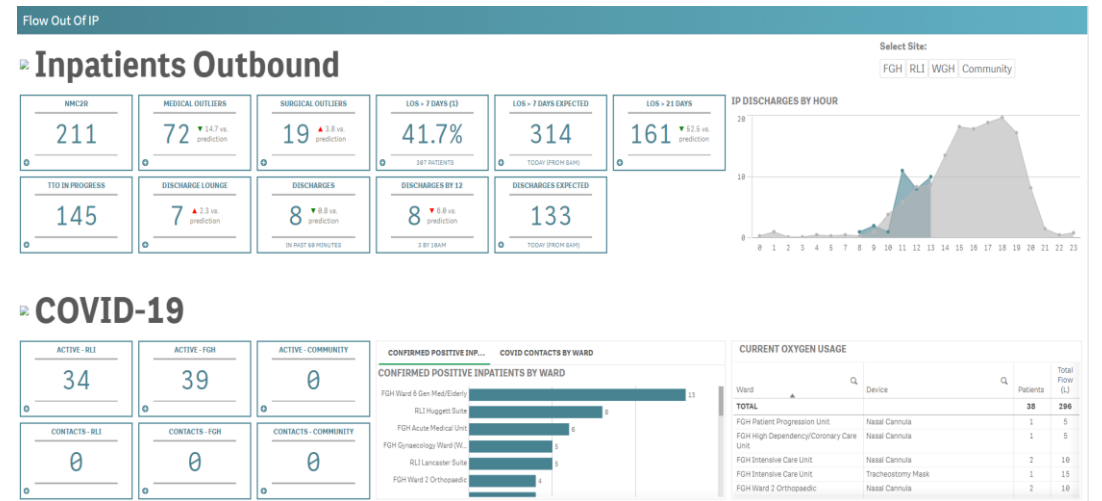 Flow Out Of IP
Inpatients Outbound
Select Site:
FGH RLI WGH Community
NMC2R
211
MEDICAL OUTLIERS
72 ▼ 14.7 vs.
prediction
SURGICAL OUTLIERS
19 ▲ 3.8 vs.
prediction
LOS > 7 DAYS (1)
41.7%
307 PATIENTS
LOS > 7 DAYS EXPECTED
314
TODAY (FROM 8AM)
LOS > 21 DAYS
161 ▼ 52.5 vs.
prediction
TTO IN PROGRESS
145
DISCHARGE LOUNGE
7 ▲ 2.3 vs.
prediction
DISCHARGES
8 ▼ 0.8 vs.
prediction
IN PAST 60 MINUTES
DISCHARGES BY 12
8 ▼ 6.0 vs.
prediction
3 BY 10AM
DISCHARGES EXPECTED
133
TODAY (FROM 8AM)
IP DISCHARGES BY HOUR
20
10
0
0 1 2 3 4 5 6 7 8 9 10 11 12 13 14 15 16 17 18 19 20 21 22 23
COVID-19
ACTIVE - RLI
34
ACTIVE - FGH
39
ACTIVE - COMMUNITY
0
CONTACTS - RLI
0
CONTACTS - FGH
0
CONTACTS - COMMUNITY
0
CONFIRMED POSITIVE INP... COVID CONTACTS BY WARD
CONFIRMED POSITIVE INPATIENTS BY WARD
FGH Ward 6 Gen Med/Elderly 13
RLI Huggett Suite 8
FGH Acute Medical Unit 6
FGH Gynaecology Ward (W... 5
RLI Lancaster Suite 5
FGH Ward 2 Orthopaedic 4
CURRENT OXYGEN USAGE
Ward Device Patients Total
Flow
(L)
TOTAL 38 296
FGH Patient Progression Unit Nasal Cannula 1 5
FGH High Dependency/Coronary Care Nasal Cannula 1 5
Unit
FGH Intensive Care Unit Nasal Cannula 2 10
FGH Intensive Care Unit Tracheostomy Mask 1 15
FGH Ward 2 Orthopaedic Nasal Cannula 2 10